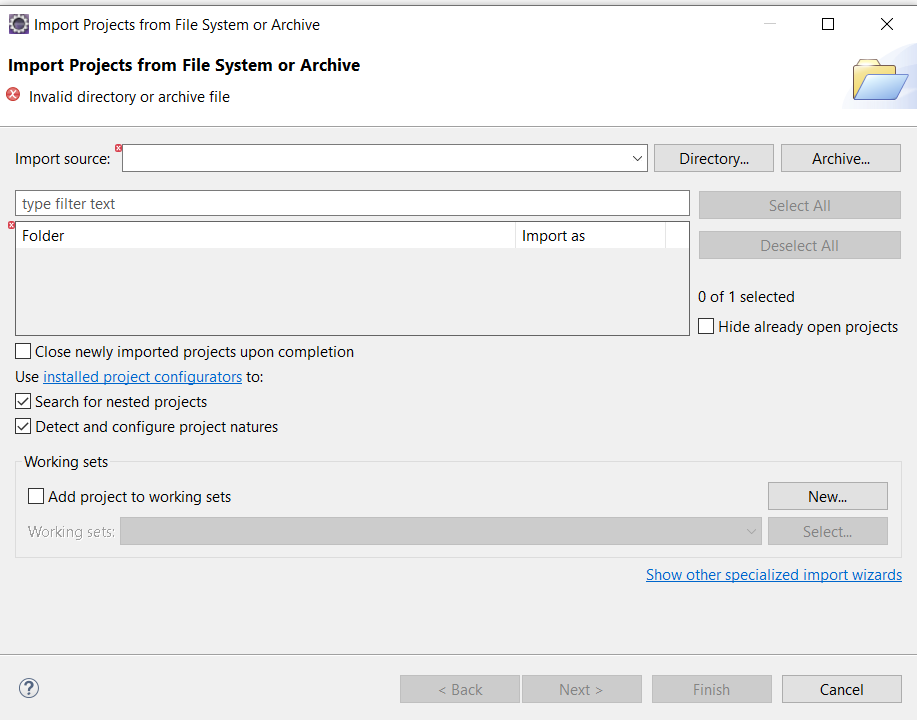 Import Projects from File System or Archive
Import Projects from File System or Archive
Invalid directory or archive file
Import source: Directory... Archive...
type filter text Select All
Folder Import as
Deselect All
0 of 1 selected
Hide already open projects
Close newly imported projects upon completion
Use installed project configurators to:
Search for nested projects
Detect and configure project natures
Working sets
Add project to working sets New...
Working sets: Select...
Show other specialized import wizards
? < Back Next > Finish Cancel